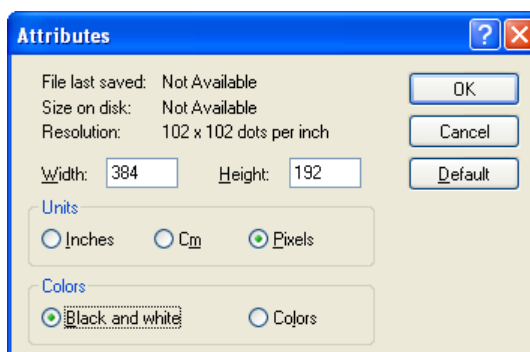 Attributes
File last saved: Not Available
Size on disk: Not Available
Resolution: 102 x 102 dots per inch
Width: 384 Height: 192
Units
Inches Cm Pixels
Colors
Black and white Colors
OK
Cancel
Default